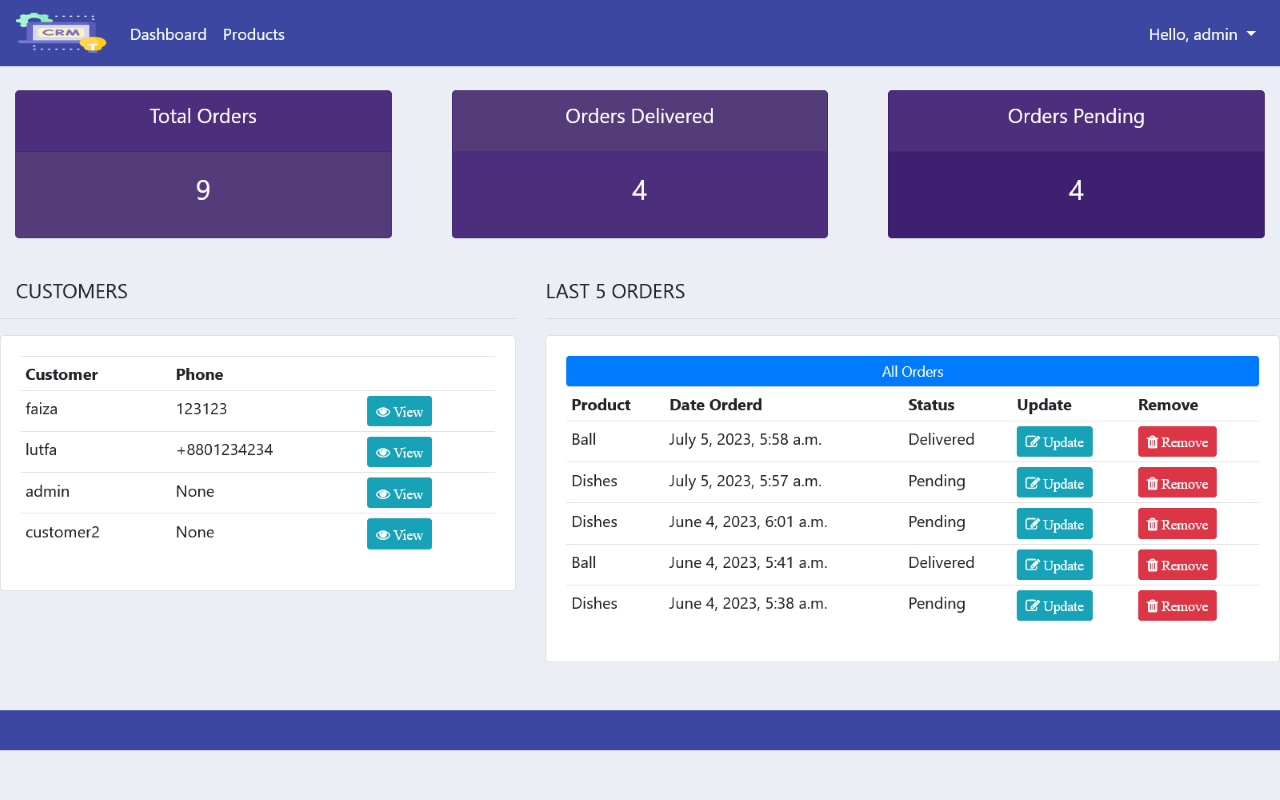 CRM
T
Dashboard Products Hello, admin
Total Orders
9
Orders Delivered
4
Orders Pending
4
CUSTOMERS
Customer Phone
faiza 123123 View
lutfa +8801234234 View
admin None View
customer2 None View
LAST 5 ORDERS
All Orders
Product Date Orderd Status Update Remove
Ball July 5, 2023, 5:58 a.m. Delivered Update Remove
Dishes July 5, 2023, 5:57 a.m. Pending Update Remove
Dishes June 4, 2023, 6:01 a.m. Pending Update Remove
Ball June 4, 2023, 5:41 a.m. Delivered Update Remove
Dishes June 4, 2023, 5:38 a.m. Pending Update Remove